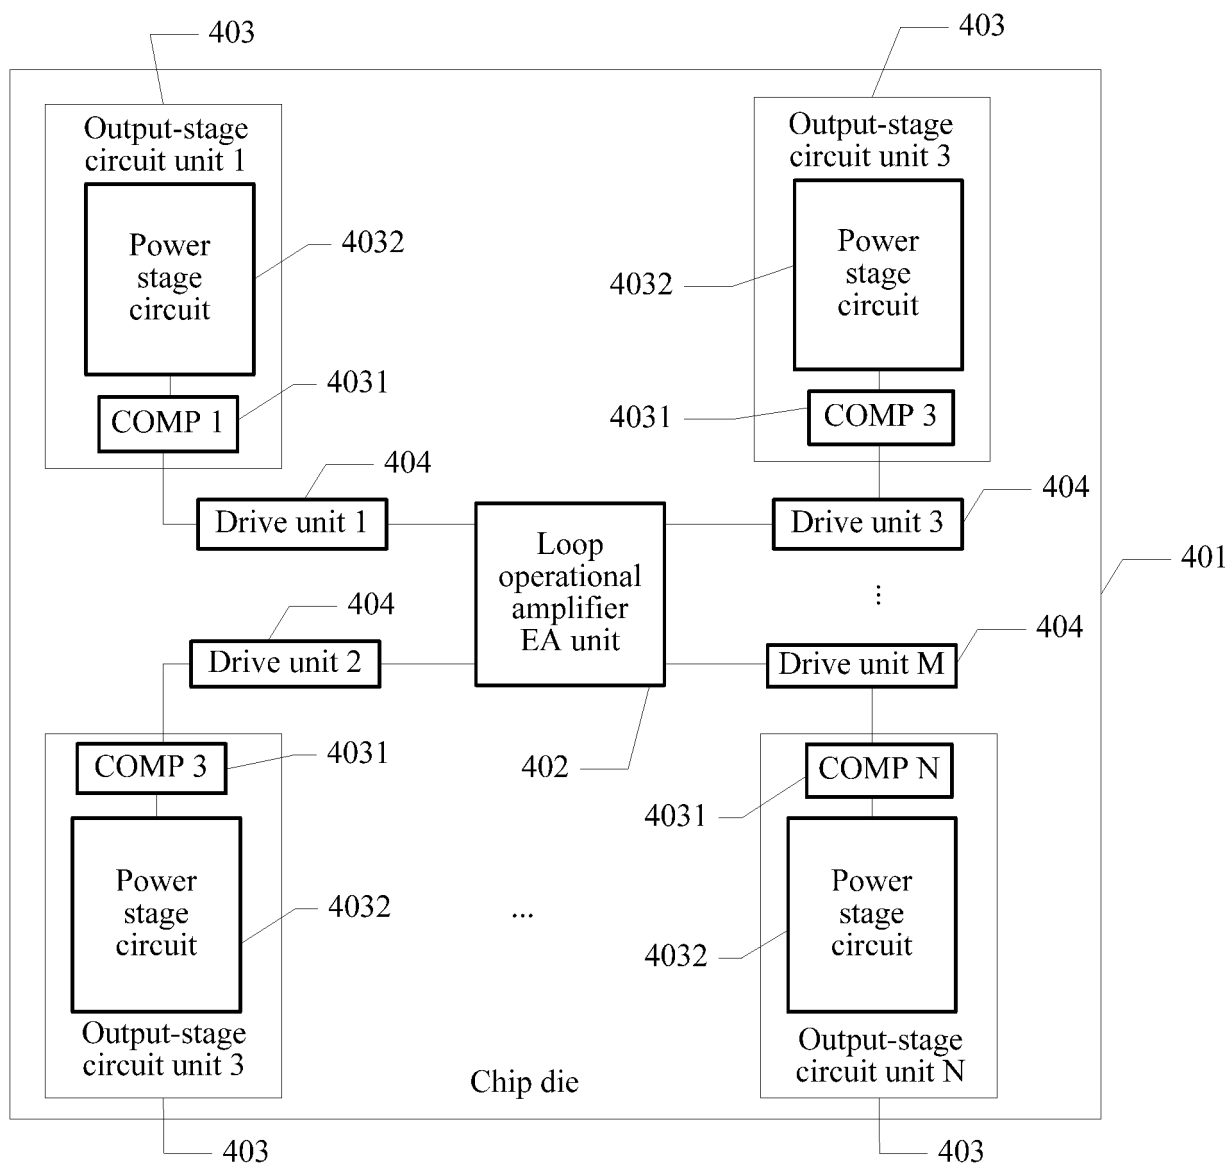 403
403
Output-stage
circuit unit 1
Output-stage
circuit unit 3
Power
stage
circuit
4032
Power
stage
circuit
4032
4031
COMP 1
4031
COMP 3
404
404
Drive unit 1
Loop
operational
amplifier
EA unit
Drive unit 3
401
...
404
404
Drive unit 2
Drive unit M
COMP 3
4031
402
COMP N
4031
Power
stage
circuit
4032
...
Power
stage
circuit
4032
Output-stage
circuit unit 3
Output-stage
circuit unit N
Chip die
403
403